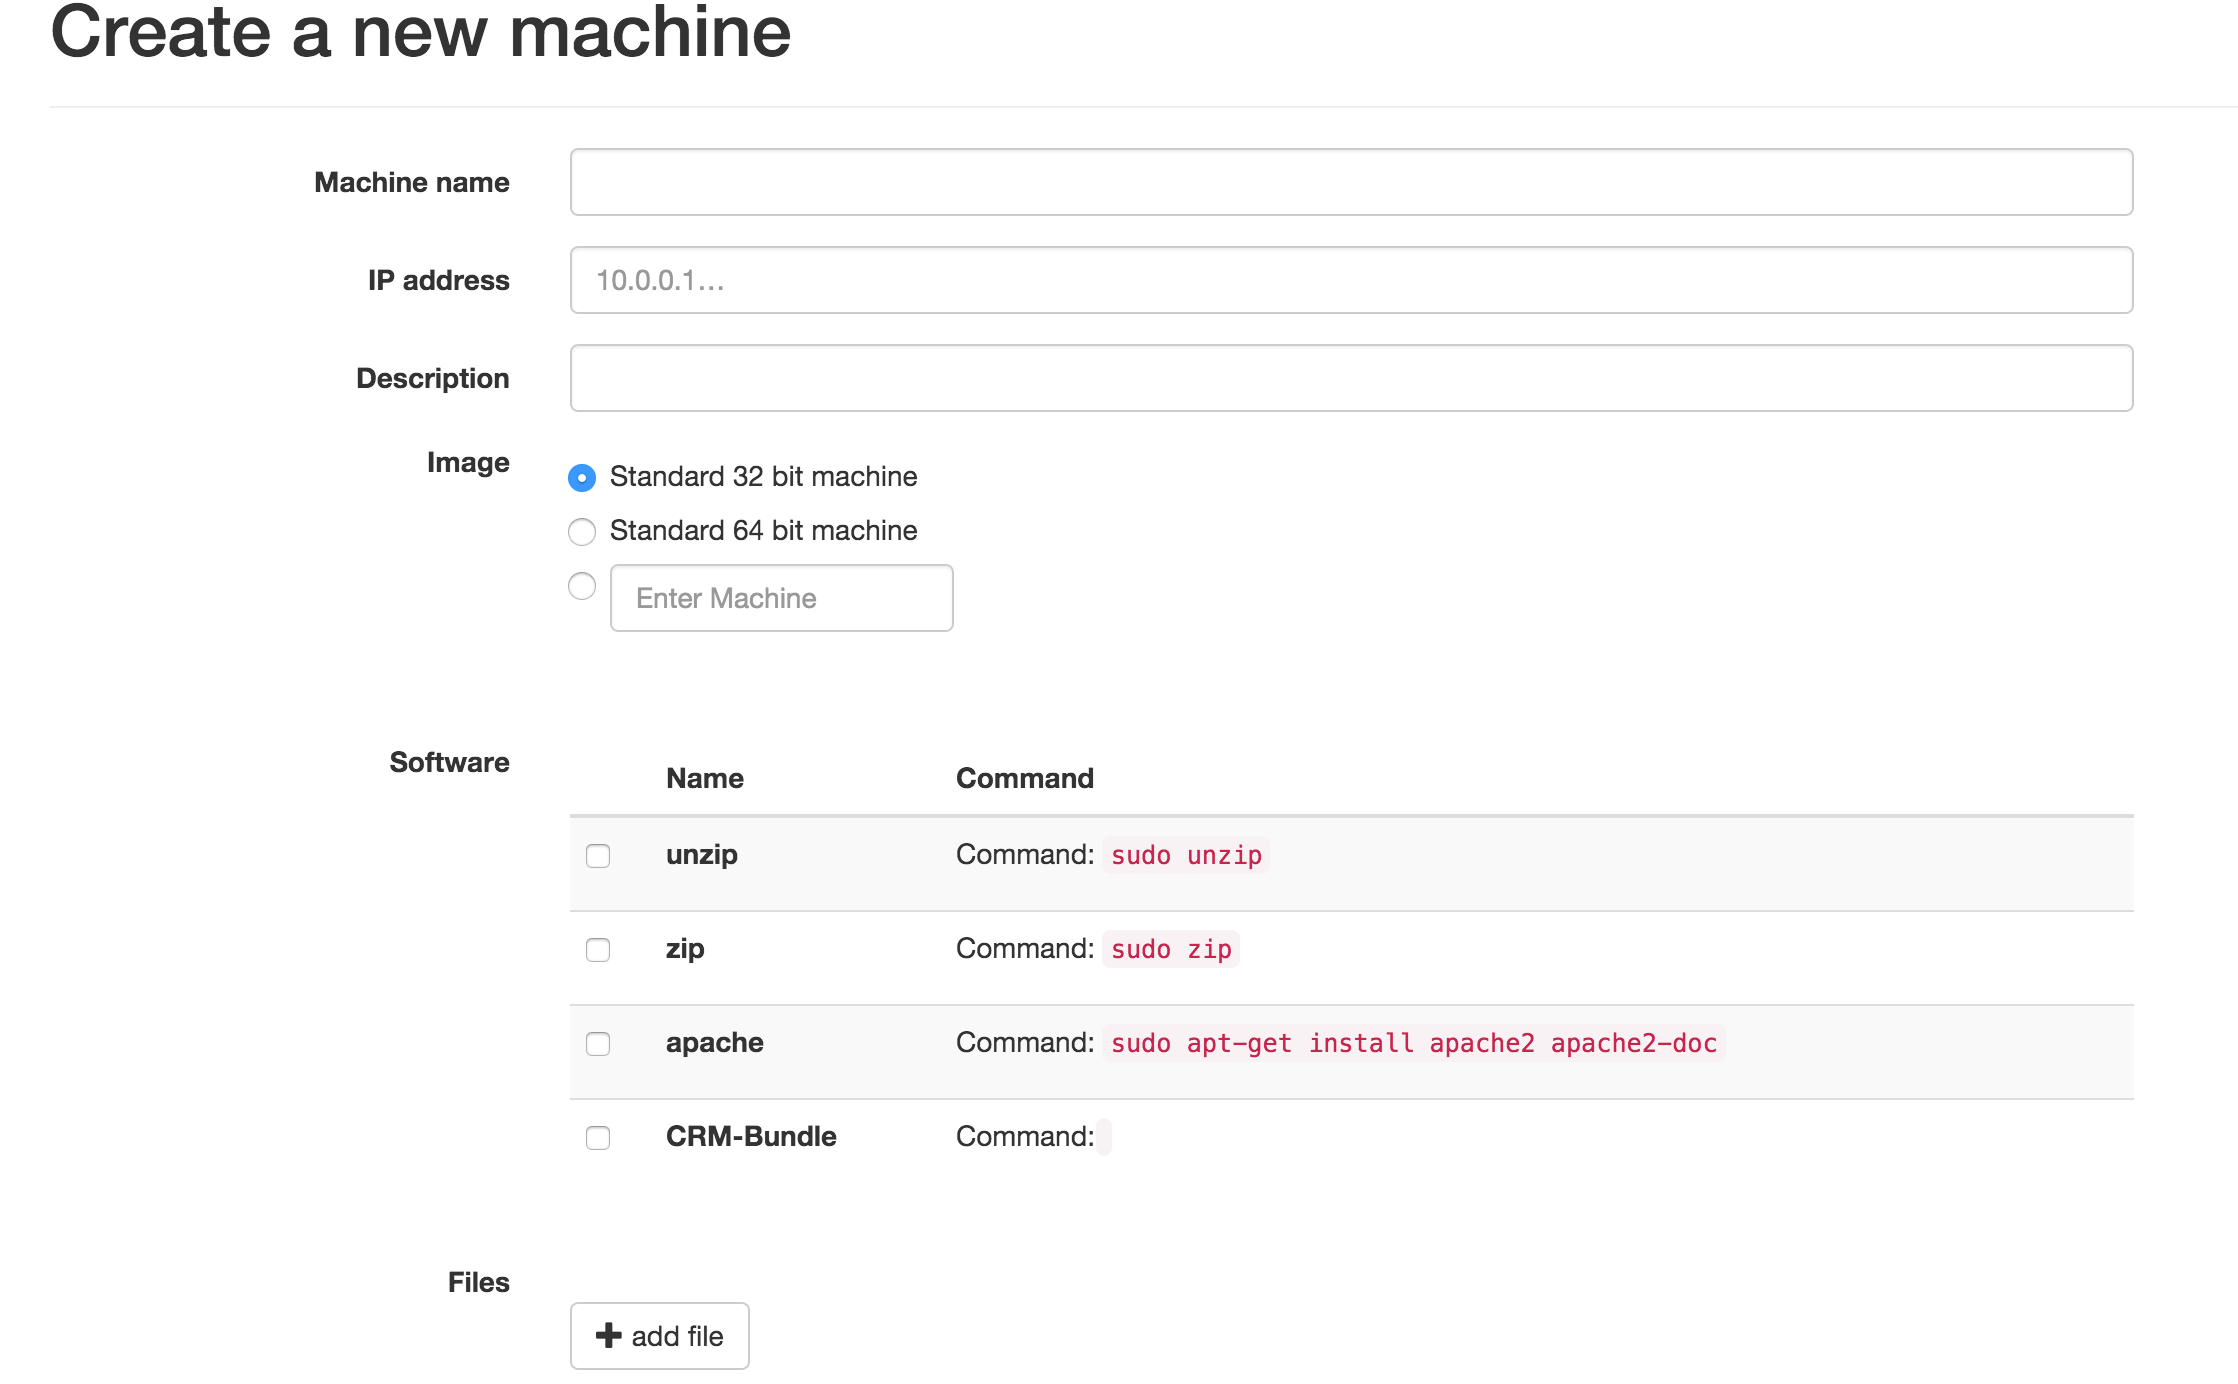 Create a new machine
Machine name
IP address 10.0.0.1...
Description
Image
Standard 32 bit machine
Standard 64 bit machine
Enter Machine
Software
Name Command
unzip Command: sudo unzip
zip Command: sudo zip
apache Command: sudo apt-get install apache2 apache2-doc
CRM-Bundle Command:
Files
add file